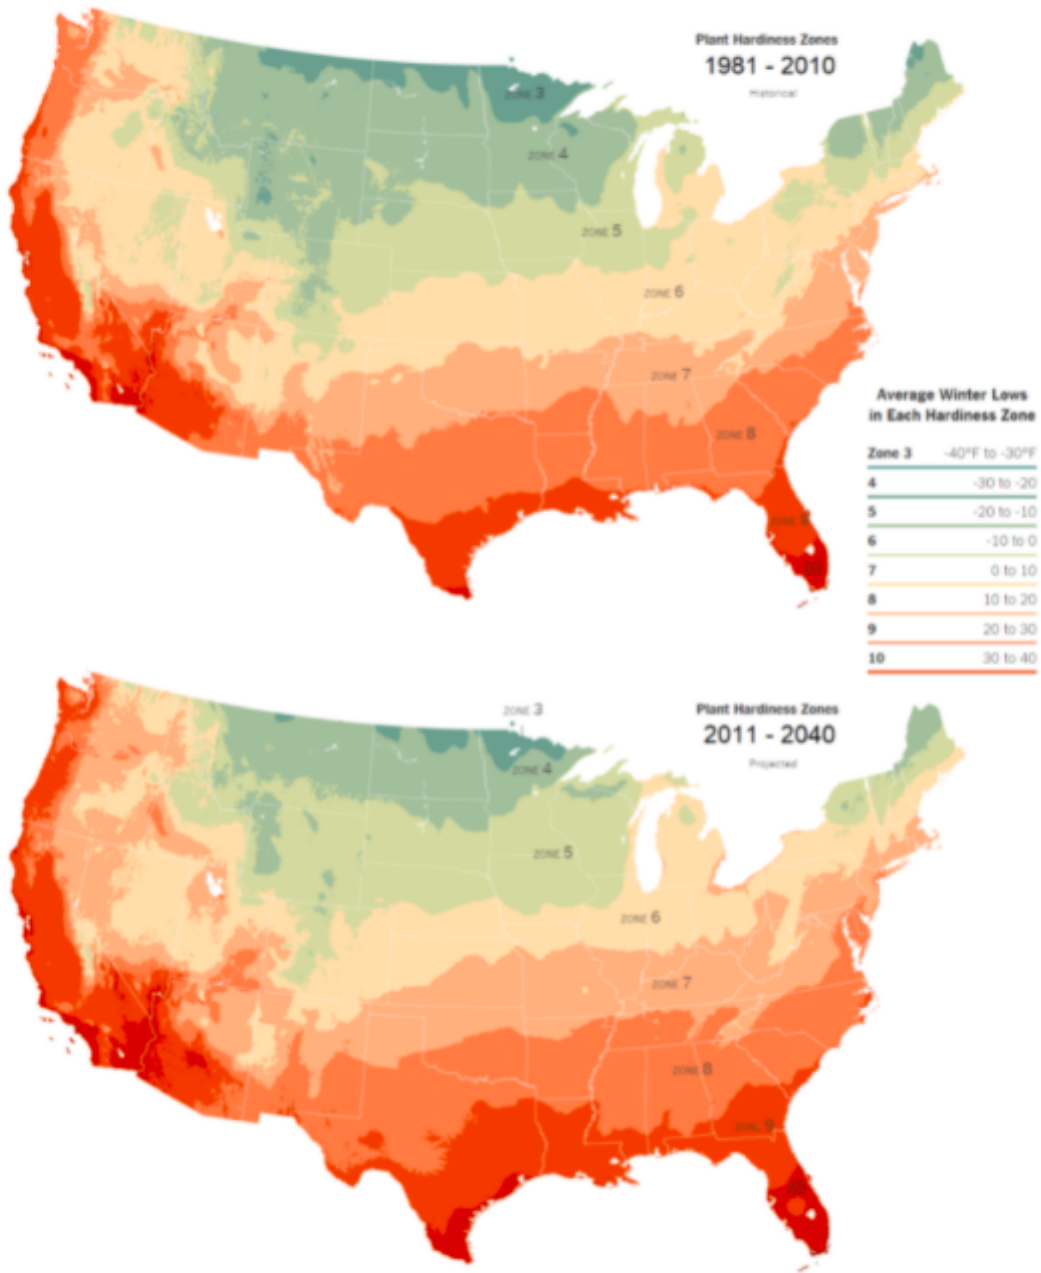 Plant Hardiness Zones
1981 - 2010
Historical
ZONE 3
ZONE 4
ZONE 5
ZONE 6
ZONE 7
ZONE 8
ZONE 9
10
Average Winter Lows
in Each Hardiness Zone
Zone 3 -40°F to -30°F
4 -30 to -20
5 -20 to -10
6 -10 to 0
7 0 to 10
8 10 to 20
9 20 to 30
10 30 to 40
Plant Hardiness Zones
2011 - 2040
Projected
ZONE 3
ZONE 4
ZONE 5
ZONE 6
ZONE 7
ZONE 8
ZONE 9